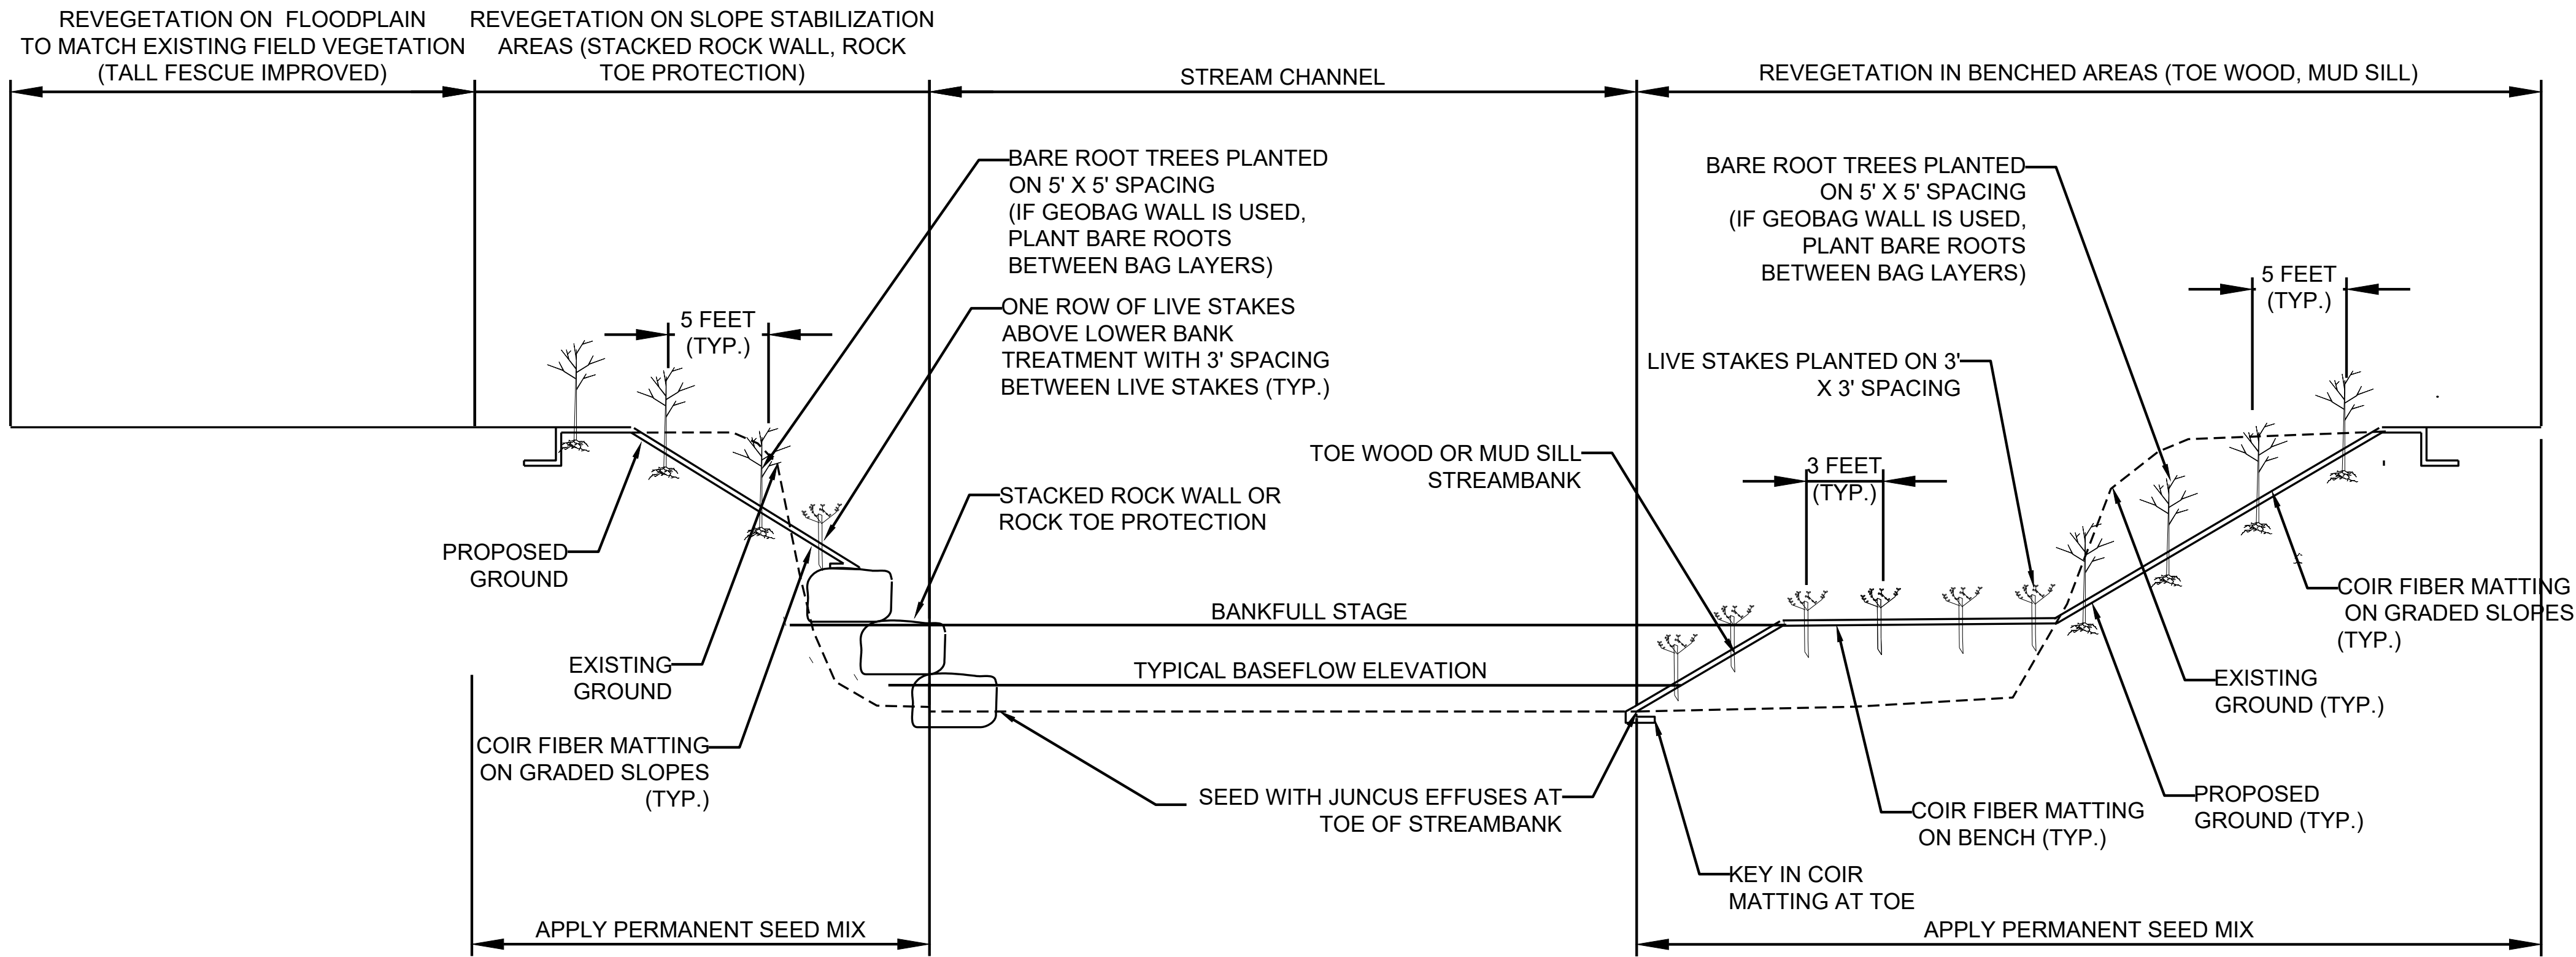 REVEGETATION ON FLOODPLAIN
TO MATCH EXISTING FIELD VEGETATION
(TALL FESCUE IMPROVED)
REVEGETATION ON SLOPE STABILIZATION
AREAS (STACKED ROCK WALL, ROCK
TOE PROTECTION)
STREAM CHANNEL
REVEGETATION IN BENCHED AREAS (TOE WOOD, MUD SILL)
BARE ROOT TREES PLANTED
ON 5' X 5' SPACING
(IF GEOBAG WALL IS USED,
PLANT BARE ROOTS
BETWEEN BAG LAYERS)
BARE ROOT TREES PLANTED
ON 5' X 5' SPACING
(IF GEOBAG WALL IS USED,
PLANT BARE ROOTS
BETWEEN BAG LAYERS)
5 FEET
(TYP.)
5 FEET
(TYP.)
ONE ROW OF LIVE STAKES
ABOVE LOWER BANK
TREATMENT WITH 3' SPACING
BETWEEN LIVE STAKES (TYP.)
LIVE STAKES PLANTED ON 3'
X 3' SPACING
TOE WOOD OR MUD SILL
STREAMBANK
3 FEET
(TYP.)
STACKED ROCK WALL OR
ROCK TOE PROTECTION
PROPOSED
GROUND
COIR FIBER MATTING
ON GRADED SLOPES
(TYP.)
BANKFULL STAGE
EXISTING
GROUND
TYPICAL BASEFLOW ELEVATION
EXISTING
GROUND (TYP.)
COIR FIBER MATTING
ON GRADED SLOPES
(TYP.)
SEED WITH JUNCUS EFFUSES AT
TOE OF STREAMBANK
COIR FIBER MATTING
ON BENCH (TYP.)
PROPOSED
GROUND (TYP.)
KEY IN COIR
MATTING AT TOE
APPLY PERMANENT SEED MIX
APPLY PERMANENT SEED MIX